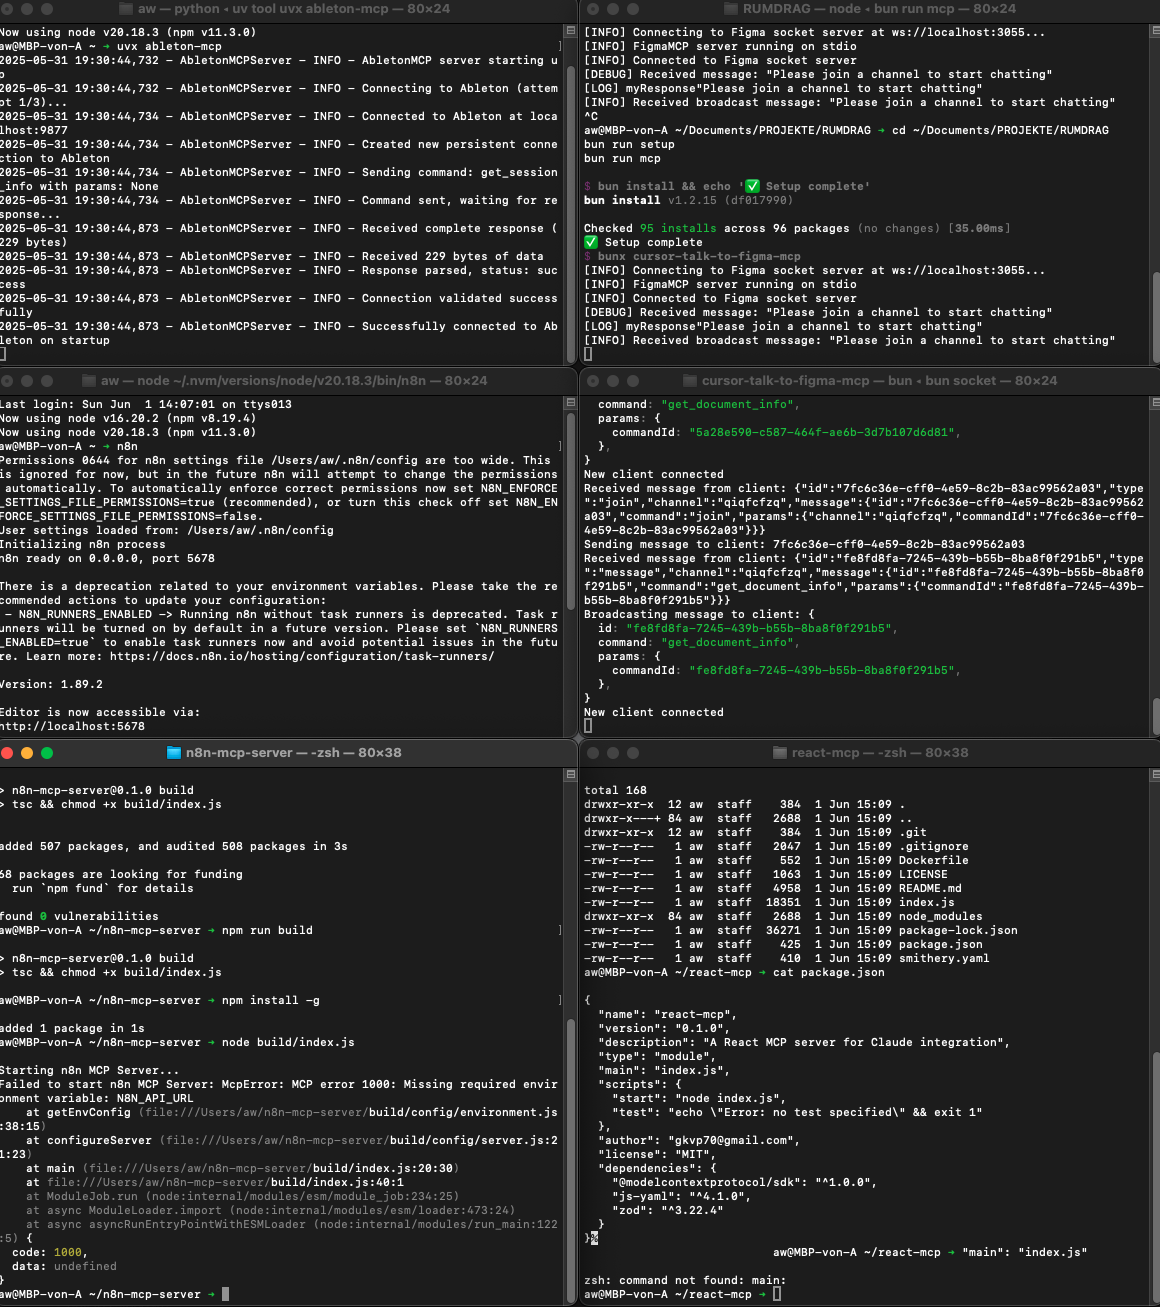 aw — python ◂ uv tool uvx ableton-mcp — 80×24
Now using node v20.18.3 (npm v11.3.0)
aw@MBP-von-A ~ ➜ uvx ableton-mcp ]
2025-05-31 19:30:44,732 - AbletonMCPServer - INFO - AbletonMCP server starting u
p
2025-05-31 19:30:44,732 - AbletonMCPServer - INFO - Connecting to Ableton (attem
pt 1/3)...
2025-05-31 19:30:44,734 - AbletonMCPServer - INFO - Connected to Ableton at loca
lhost:9877
2025-05-31 19:30:44,734 - AbletonMCPServer - INFO - Created new persistent conne
ction to Ableton
2025-05-31 19:30:44,734 - AbletonMCPServer - INFO - Sending command: get_session
_info with params: None
2025-05-31 19:30:44,734 - AbletonMCPServer - INFO - Command sent, waiting for re
sponse...
2025-05-31 19:30:44,873 - AbletonMCPServer - INFO - Received complete response (
229 bytes)
2025-05-31 19:30:44,873 - AbletonMCPServer - INFO - Received 229 bytes of data
2025-05-31 19:30:44,873 - AbletonMCPServer - INFO - Response parsed, status: suc
cess
2025-05-31 19:30:44,873 - AbletonMCPServer - INFO - Connection validated success
fully
2025-05-31 19:30:44,873 - AbletonMCPServer - INFO - Successfully connected to Ab
leton on startup
RUMDRAG — node ◂ bun run mcp — 80×24
[INFO] Connecting to Figma socket server at ws://localhost:3055...
[INFO] FigmaMCP server running on stdio
[INFO] Connected to Figma socket server
[DEBUG] Received message: "Please join a channel to start chatting"
[LOG] myResponse"Please join a channel to start chatting"
[INFO] Received broadcast message: "Please join a channel to start chatting"
^C
aw@MBP-von-A ~/Documents/PROJEKTE/RUMDRAG ➜ cd ~/Documents/PROJEKTE/RUMDRAG
bun run setup
bun run mcp
$ bun install && echo '✅ Setup complete'
bun install v1.2.15 (df017990)
Checked 95 installs across 96 packages (no changes) [35.00ms]
✅ Setup complete
$ bunx cursor-talk-to-figma-mcp
[INFO] Connecting to Figma socket server at ws://localhost:3055...
[INFO] FigmaMCP server running on stdio
[INFO] Connected to Figma socket server
[DEBUG] Received message: "Please join a channel to start chatting"
[LOG] myResponse"Please join a channel to start chatting"
[INFO] Received broadcast message: "Please join a channel to start chatting"
aw — node ~/.nvm/versions/node/v20.18.3/bin/n8n — 80×24
Last login: Sun Jun  1 14:07:01 on ttys013
Now using node v16.20.2 (npm v8.19.4)
Now using node v20.18.3 (npm v11.3.0)
aw@MBP-von-A ~ ➜ n8n ]
Permissions 0644 for n8n settings file /Users/aw/.n8n/config are too wide. This
is ignored for now, but in the future n8n will attempt to change the permissions
automatically. To automatically enforce correct permissions now set N8N_ENFORCE
_SETTINGS_FILE_PERMISSIONS=true (recommended), or turn this check off set N8N_EN
FORCE_SETTINGS_FILE_PERMISSIONS=false.
User settings loaded from: /Users/aw/.n8n/config
Initializing n8n process
n8n ready on 0.0.0.0, port 5678
There is a deprecation related to your environment variables. Please take the re
commended actions to update your configuration:
- N8N_RUNNERS_ENABLED -> Running n8n without task runners is deprecated. Task r
unners will be turned on by default in a future version. Please set `N8N_RUNNERS
_ENABLED=true` to enable task runners now and avoid potential issues in the futu
re. Learn more: https://docs.n8n.io/hosting/configuration/task-runners/
Version: 1.89.2
Editor is now accessible via:
http://localhost:5678
cursor-talk-to-figma-mcp — bun ◂ bun socket — 80×24
command: "get_document_info",
params: {
commandId: "5a28e590-c587-464f-ae6b-3d7b107d6d81",
},
}
New client connected
Received message from client: {"id":"7fc6c36e-cff0-4e59-8c2b-83ac99562a03","type
":"join","channel":"qiqfcfzq","message":{"id":"7fc6c36e-cff0-4e59-8c2b-83ac99562
a03","command":"join","params":{"channel":"qiqfcfzq","commandId":"7fc6c36e-cff0-
4e59-8c2b-83ac99562a03"}}}
Sending message to client: 7fc6c36e-cff0-4e59-8c2b-83ac99562a03
Received message from client: {"id":"fe8fd8fa-7245-439b-b55b-8ba8f0f291b5","type
":"message","channel":"qiqfcfzq","message":{"id":"fe8fd8fa-7245-439b-b55b-8ba8f0
f291b5","command":"get_document_info","params":{"commandId":"fe8fd8fa-7245-439b-
b55b-8ba8f0f291b5"}}}
Broadcasting message to client: {
id: "fe8fd8fa-7245-439b-b55b-8ba8f0f291b5",
command: "get_document_info",
params: {
commandId: "fe8fd8fa-7245-439b-b55b-8ba8f0f291b5",
},
}
New client connected
n8n-mcp-server — -zsh — 80×38
> n8n-mcp-server@0.1.0 build
> tsc && chmod +x build/index.js
added 507 packages, and audited 508 packages in 3s
68 packages are looking for funding
run `npm fund` for details
found 0 vulnerabilities
aw@MBP-von-A ~/n8n-mcp-server ➜ npm run build ]
> n8n-mcp-server@0.1.0 build
> tsc && chmod +x build/index.js
aw@MBP-von-A ~/n8n-mcp-server ➜ npm install -g ]
added 1 package in 1s
aw@MBP-von-A ~/n8n-mcp-server ➜ node build/index.js
Starting n8n MCP Server...
Failed to start n8n MCP Server: McpError: MCP error 1000: Missing required envir
onment variable: N8N_API_URL
at getEnvConfig (file:///Users/aw/n8n-mcp-server/build/config/environment.js
:38:15)
at configureServer (file:///Users/aw/n8n-mcp-server/build/config/server.js:2
1:23)
at main (file:///Users/aw/n8n-mcp-server/build/index.js:20:30)
at file:///Users/aw/n8n-mcp-server/build/index.js:40:1
at ModuleJob.run (node:internal/modules/esm/module_job:234:25)
at async ModuleLoader.import (node:internal/modules/esm/loader:473:24)
at async asyncRunEntryPointWithESMLoader (node:internal/modules/run_main:122
:5) {
code: 1000,
data: undefined
}
aw@MBP-von-A ~/n8n-mcp-server ➜
react-mcp — -zsh — 80×38
total 168
drwxr-xr-x  12 aw  staff    384  1 Jun 15:09 .
drwxr-x---+ 84 aw  staff   2688  1 Jun 15:09 ..
drwxr-xr-x  12 aw  staff    384  1 Jun 15:09 .git
-rw-r--r--   1 aw  staff   2047  1 Jun 15:09 .gitignore
-rw-r--r--   1 aw  staff    552  1 Jun 15:09 Dockerfile
-rw-r--r--   1 aw  staff   1063  1 Jun 15:09 LICENSE
-rw-r--r--   1 aw  staff   4958  1 Jun 15:09 README.md
-rw-r--r--   1 aw  staff  18351  1 Jun 15:09 index.js
drwxr-xr-x  84 aw  staff   2688  1 Jun 15:09 node_modules
-rw-r--r--   1 aw  staff  36271  1 Jun 15:09 package-lock.json
-rw-r--r--   1 aw  staff    425  1 Jun 15:09 package.json
-rw-r--r--   1 aw  staff    410  1 Jun 15:09 smithery.yaml
aw@MBP-von-A ~/react-mcp ➜ cat package.json
{
"name": "react-mcp",
"version": "0.1.0",
"description": "A React MCP server for Claude integration",
"type": "module",
"main": "index.js",
"scripts": {
"start": "node index.js",
"test": "echo \"Error: no test specified\" && exit 1"
},
"author": "gkvp70@gmail.com",
"license": "MIT",
"dependencies": {
"@modelcontextprotocol/sdk": "^1.0.0",
"js-yaml": "^4.1.0",
"zod": "^3.22.4"
}
}%
aw@MBP-von-A ~/react-mcp ➜ "main": "index.js"
zsh: command not found: main:
aw@MBP-von-A ~/react-mcp ➜